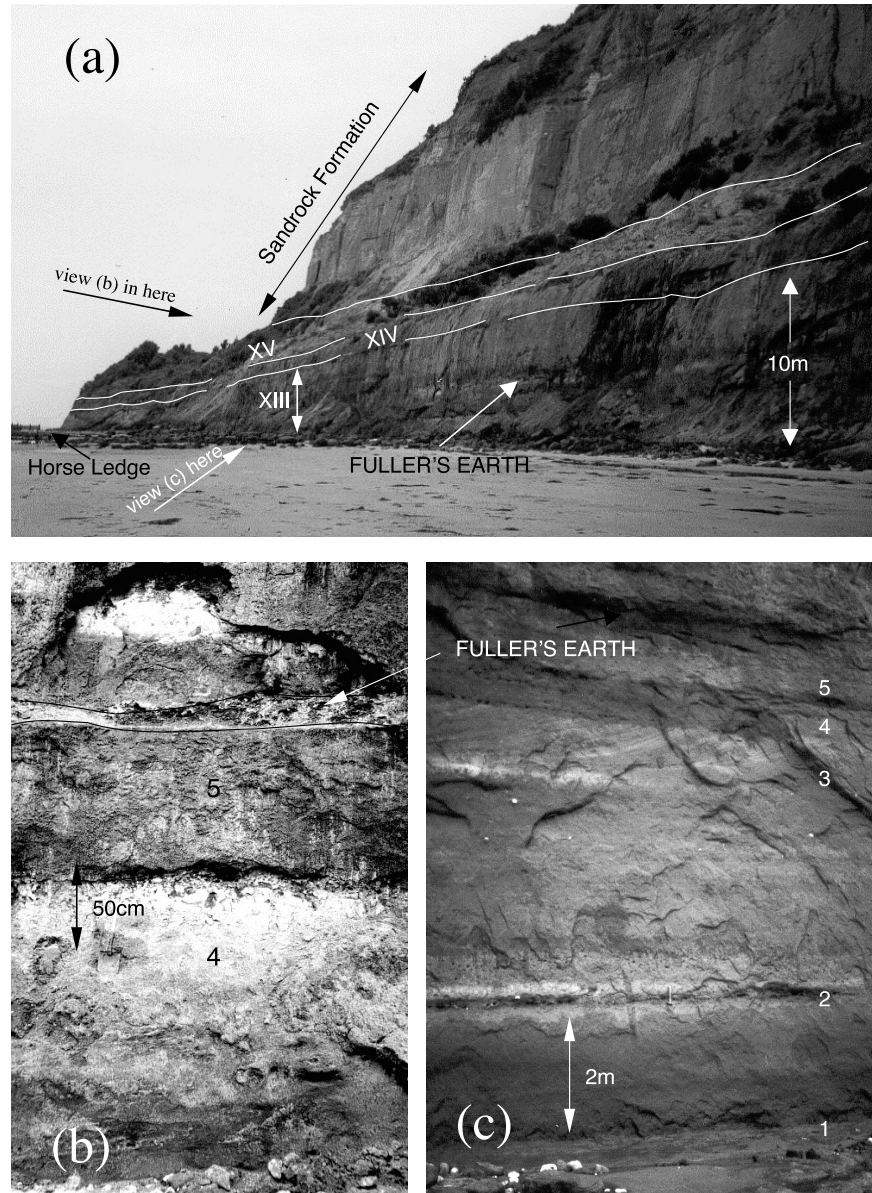 (a)
Sandrock Formation
view (b) in here
XV
XIV
XIII
10m
Horse Ledge
view (c) here
FULLER'S EARTH
FULLER'S EARTH
5
50cm
4
(b)
5
4
3
2
2m
1
(c)